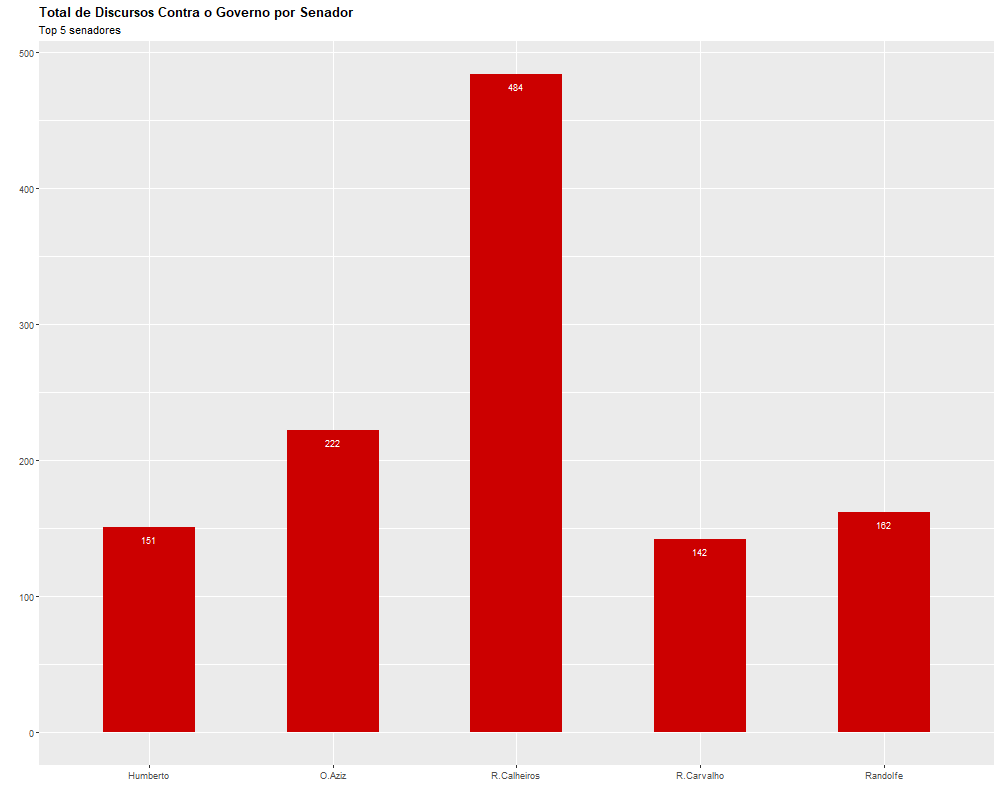 Total de Discursos Contra o Governo por Senador
Top 5 senadores
500
400
300
200
100
0
151
222
484
142
162
Humberto
O.Aziz
R.Calheiros
R.Carvalho
Randolfe